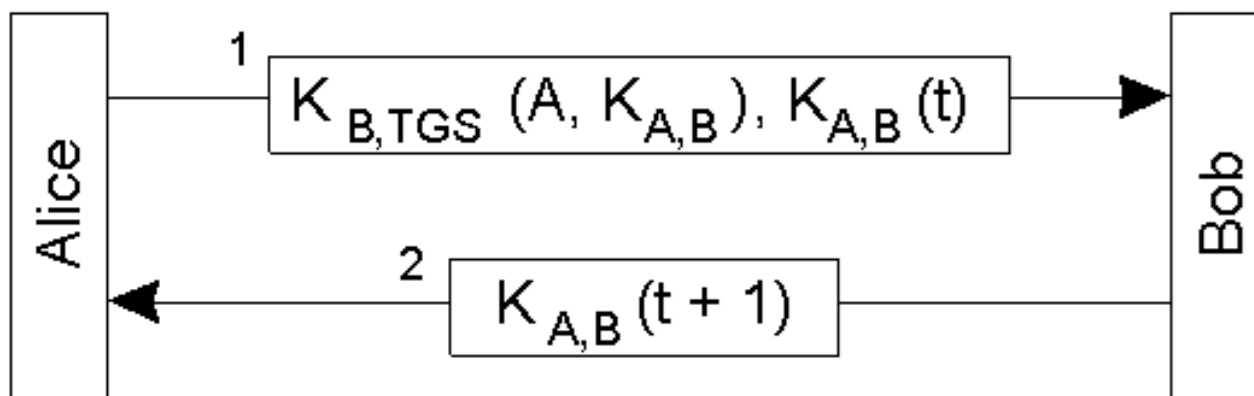 Alice
1
K B,TGS (A, K A,B ), K A,B (t)
2
K A,B (t + 1)
Bob